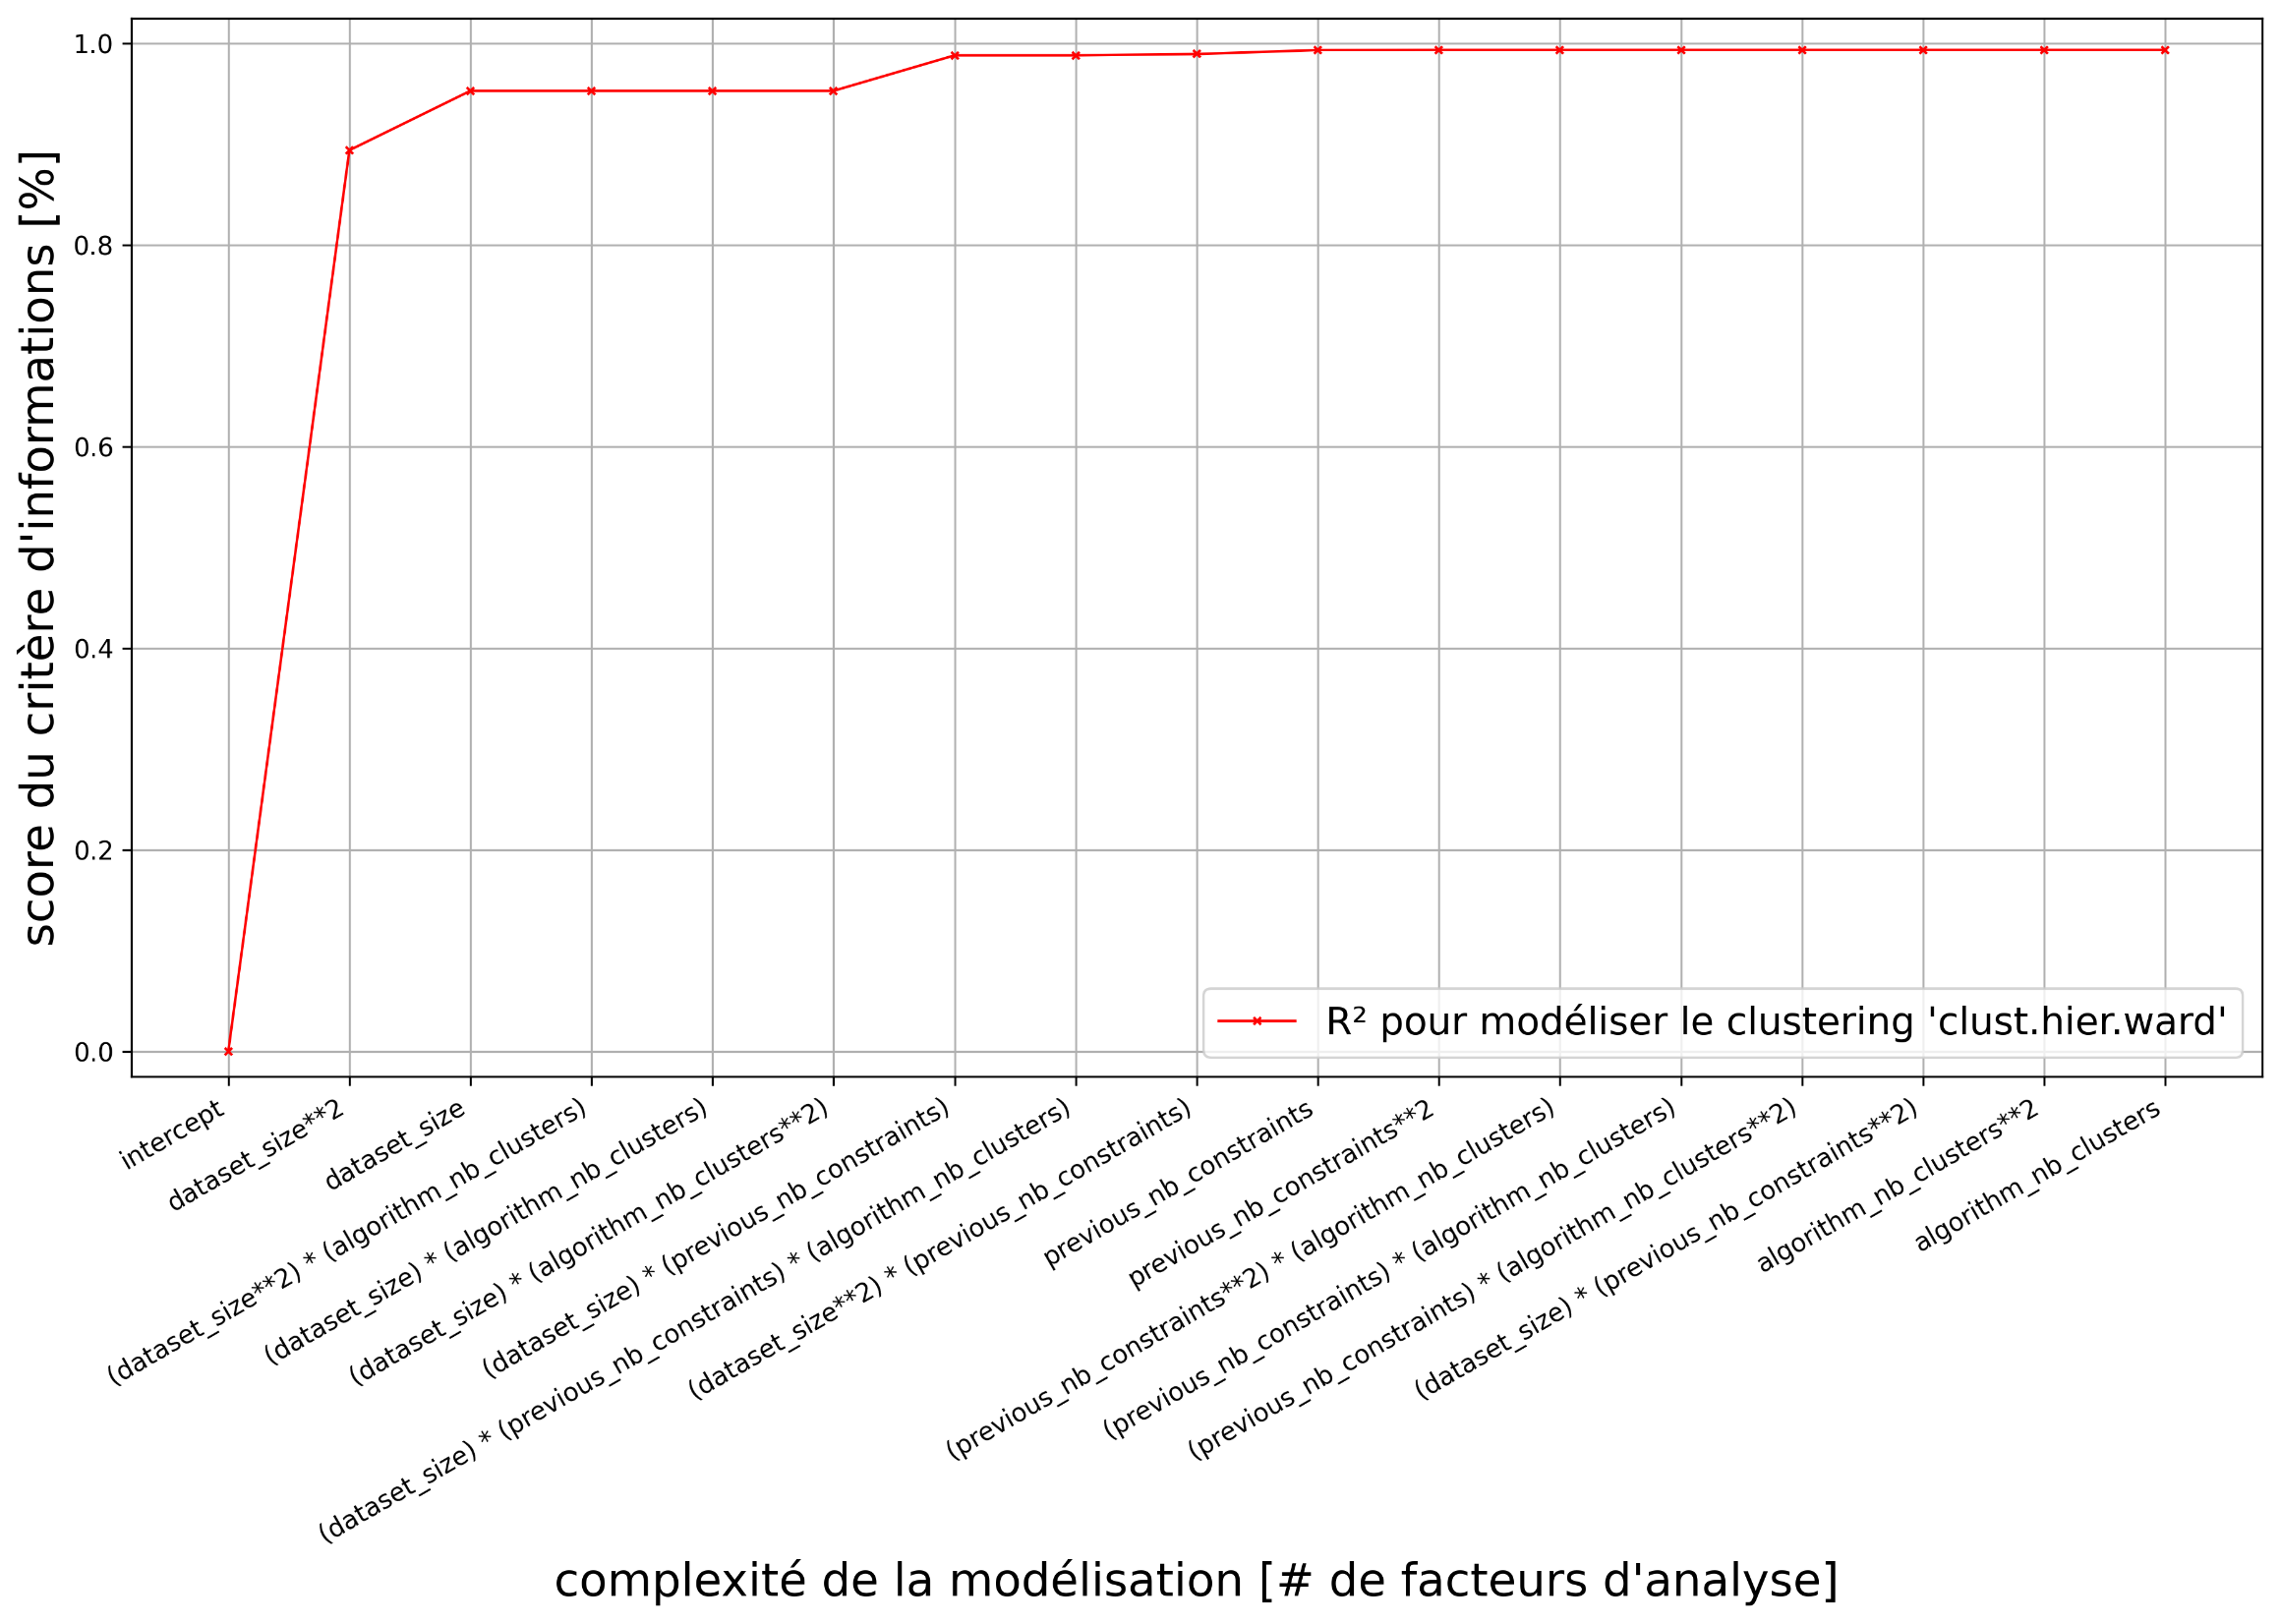 score du critère d'informations [%]
1.0
0.8
0.6
0.4
0.2
0.0
R² pour modéliser le clustering 'clust.hier.ward'
intercept
dataset_size**2
dataset_size
(dataset_size**2) * (algorithm_nb_clusters)
(dataset_size) * (algorithm_nb_clusters)
(dataset_size) * (algorithm_nb_clusters**2)
(dataset_size) * (previous_nb_constraints)
(dataset_size) * (previous_nb_constraints) * (algorithm_nb_clusters)
(dataset_size**2) * (previous_nb_constraints)
previous_nb_constraints
previous_nb_constraints**2
(previous_nb_constraints**2) * (algorithm_nb_clusters)
(previous_nb_constraints) * (algorithm_nb_clusters)
(previous_nb_constraints) * (algorithm_nb_clusters**2)
(dataset_size) * (previous_nb_constraints**2)
algorithm_nb_clusters**2
algorithm_nb_clusters
complexité de la modélisation [# de facteurs d'analyse]